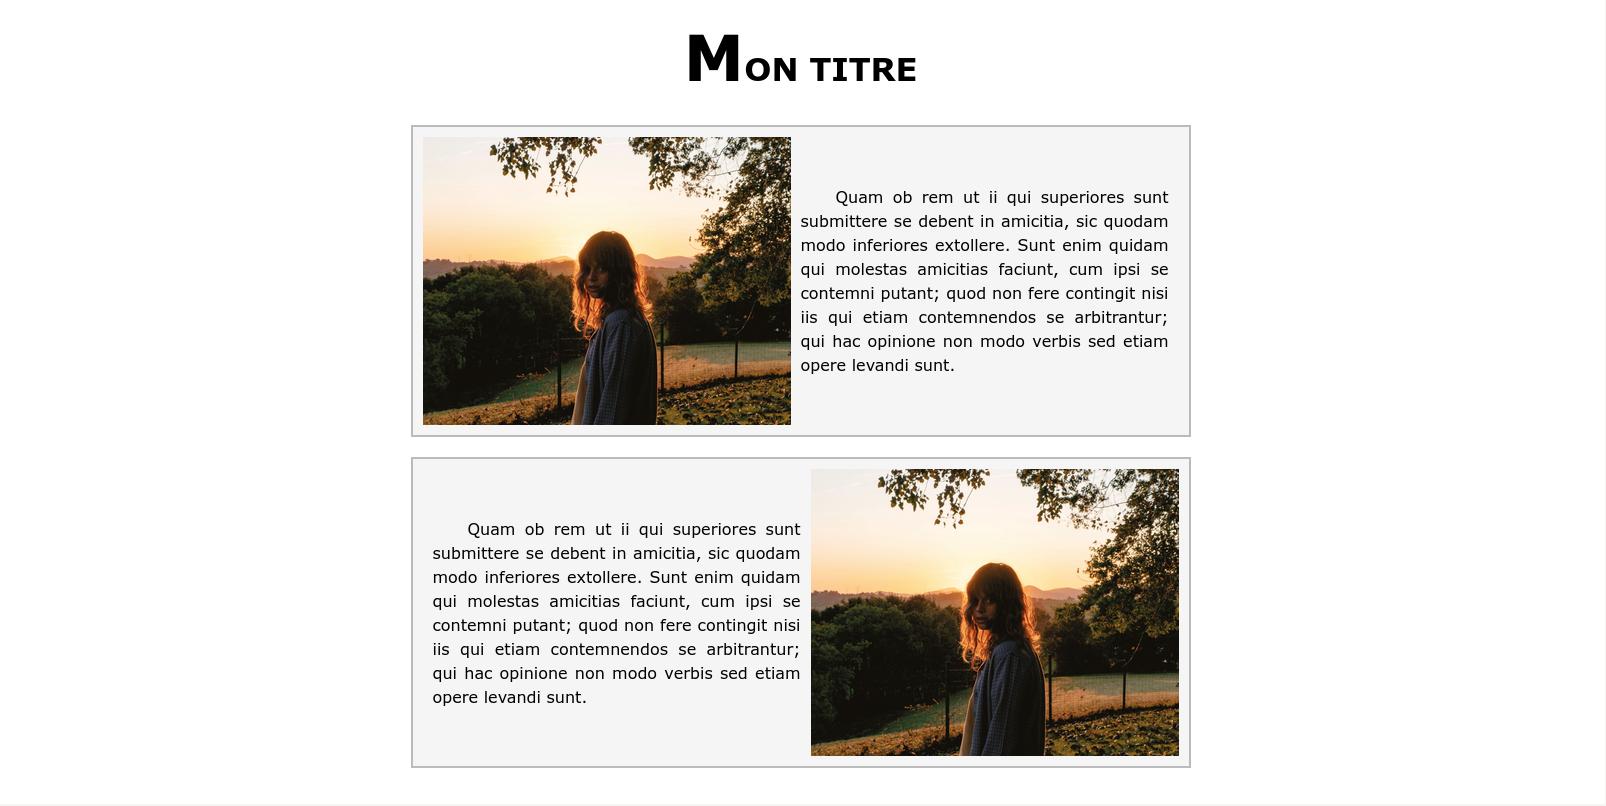 MON TITRE
Quam ob rem ut ii qui superiores sunt
submittere se debent in amicitia, sic quodam
modo inferiores extollere. Sunt enim quidam
qui molestas amicitias faciunt, cum ipsi se
contemni putant; quod non fere contingit nisi
iis qui etiam contemnendos se arbitrantur;
qui hac opinione non modo verbis sed etiam
opere levandi sunt.
Quam ob rem ut ii qui superiores sunt
submittere se debent in amicitia, sic quodam
modo inferiores extollere. Sunt enim quidam
qui molestas amicitias faciunt, cum ipsi se
contemni putant; quod non fere contingit nisi
iis qui etiam contemnendos se arbitrantur;
qui hac opinione non modo verbis sed etiam
opere levandi sunt.